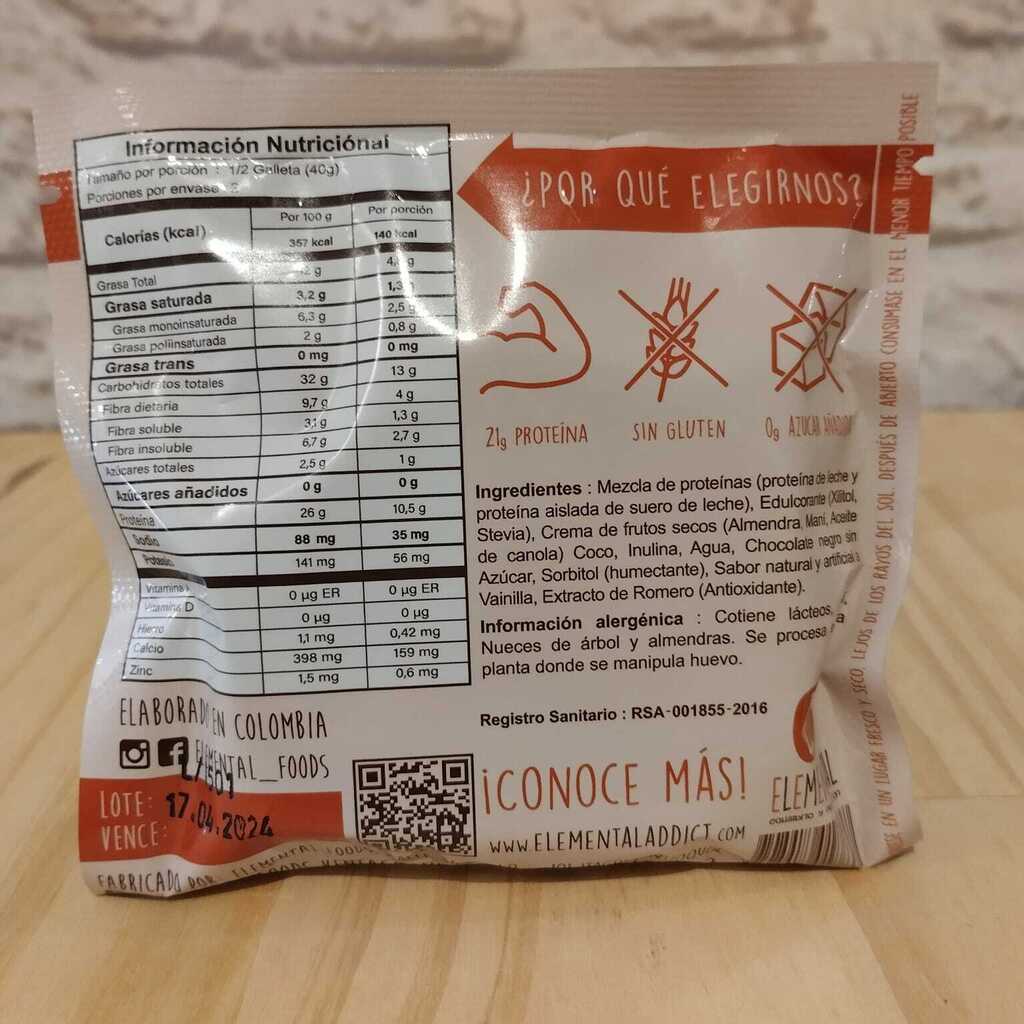 Información Nutriciónal
Tamaño por porción : 1/2 Galleta (40g)
Porciones por envase : 2
Por 100 g Por porción
Calorías (kcal) 357 kcal 140 kcal
Grasa Total g 4, g
Grasa saturada 3,2 g 1,3
Grasa monoinsaturada 6,3 g 2,5 g
Grasa poliinsaturada 2 g 0,8 g
Grasa trans 0 mg 0 mg
Carbohidratos totales 32 g 13 g
Fibra dietaria 9,7 g 4 g
Fibra soluble 3,1 g 1,3 g
Fibra insoluble 6,7 g 2,7 g
Azúcares totales 2,5 g 1 g
Azúcares añadidos 0 g 0 g
Proteína 26 g 10,5 g
Sodio 88 mg 35 mg
Potasio 141 mg 56 mg
Vitamina 0 µg ER 0 µg ER
Vitamina D 0 µg 0 µg
Hierro 1,1 mg 0,42 mg
Calcio 398 mg 159 mg
Zinc 1,5 mg 0,6 mg
ELABORADO EN COLOMBIA
ELEMENTAL_FOODS
LOTE:
VENCE: 17.04.2024
FABRICADO POR
¿POR QUÉ ELEGIRNOS?
21g PROTEÍNA
SIN GLUTEN
0g AZUCAR AÑADIDA
Ingredientes : Mezcla de proteínas (proteína de leche y
proteína aislada de suero de leche), Edulcorante (Xilitol,
Stevia), Crema de frutos secos (Almendra, Maní, Aceite
de canola) Coco, Inulina, Agua, Chocolate negro sin
Azúcar, Sorbitol (humectante), Sabor natural y artificial a
Vainilla, Extracto de Romero (Antioxidante).
Información alergénica : Cotiene lácteos,
Nueces de árbol y almendras. Se procesa
planta donde se manipula huevo.
Registro Sanitario : RSA-001855-2016
¡CONOCE MÁS!
WWW.ELEMENTALADDICT.COM
EN UN LUGAR FRESCO Y SECO, LEJOS DE LOS RAYOS DEL SOL. DESPUÉS DE ABIERTO CONSUMASE EN EL MENOR TIEMPO POSIBLE